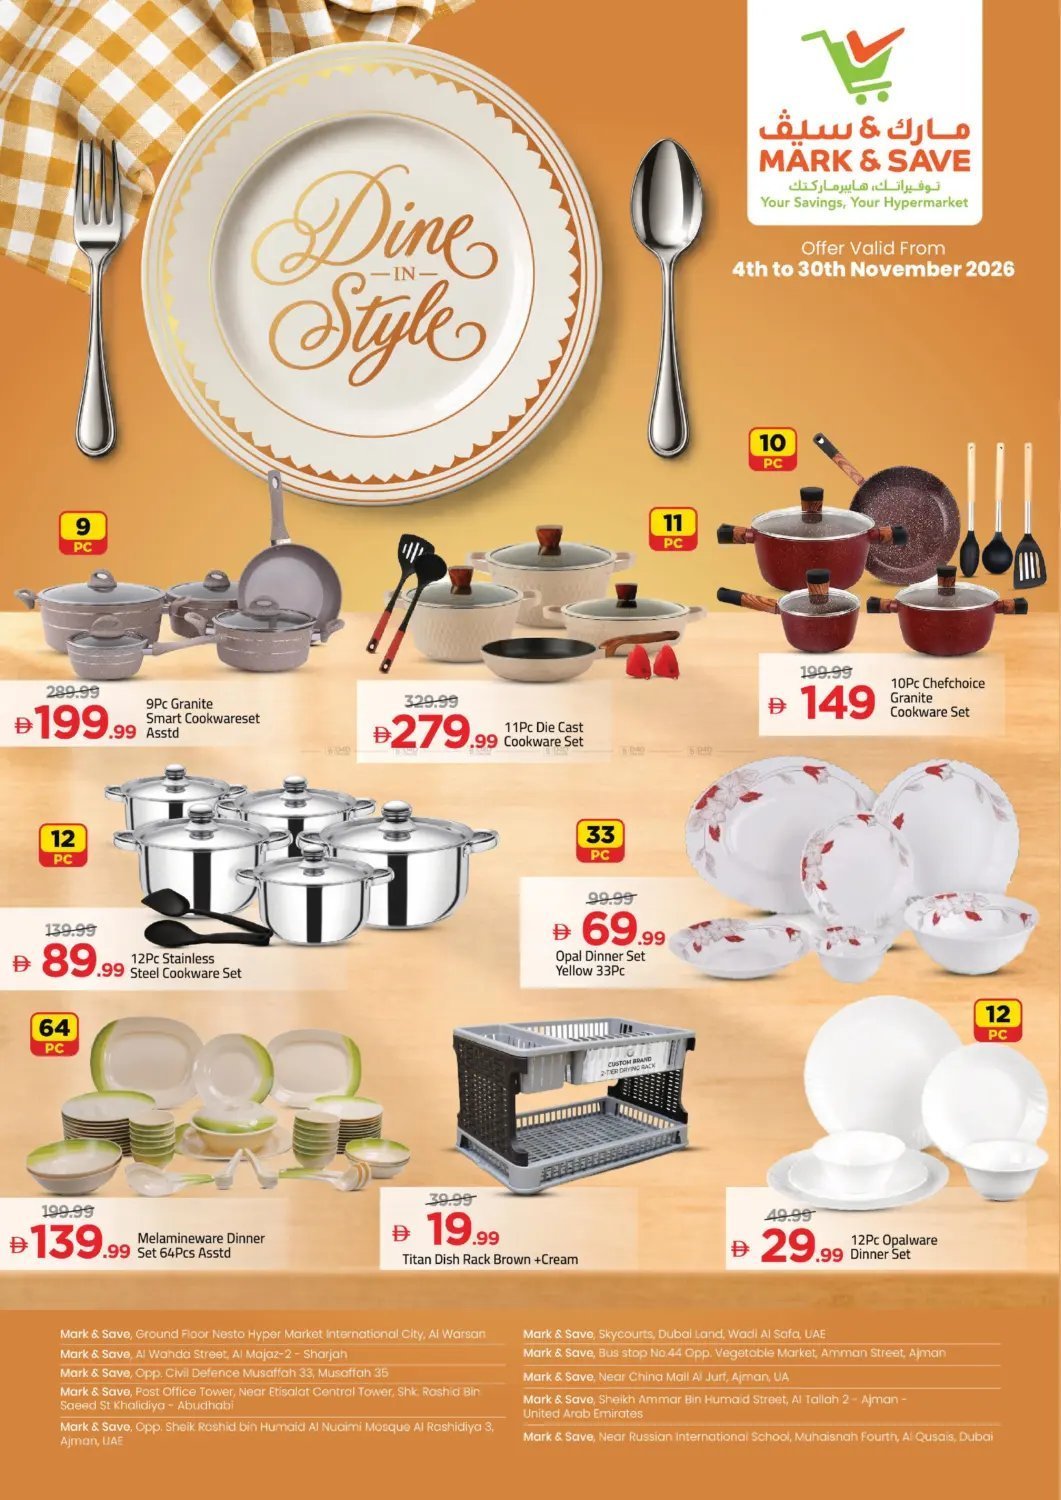 مارك & سيڤ
MARK & SAVE
توفيراتك، هايبرماركتك
Your Savings, Your Hypermarket
Offer Valid From
4th to 30th November 2026
Dine
IN
Style
9
PC
289.99
199.99
9Pc Granite
Smart Cookwareset
Asstd
11
PC
329.99
279.99
11Pc Die Cast
Cookware Set
10
PC
199.99
149
10Pc Chefchoice
Granite
Cookware Set
12
PC
139.99
89.99
12Pc Stainless
Steel Cookware Set
33
PC
99.99
69.99
Opal Dinner Set
Yellow 33Pc
64
PC
199.99
139.99
Melamineware Dinner
Set 64Pcs Asstd
CUSTOM BRAND
2-TIER DRYING RACK
39.99
19.99
Titan Dish Rack Brown +Cream
12
PC
49.99
29.99
12Pc Opalware
Dinner Set
Mark & Save, Ground Floor Nesto Hyper Market International City, Al Warsan
Mark & Save, Al Wahda Street, Al Majaz-2 - Sharjah
Mark & Save, Opp. Civil Defence Musaffah 33, Musaffah 35
Mark & Save, Post Office Tower, Near Etisalat Central Tower, Shk. Rashid Bin
Saeed St Khalidiya - Abudhabi
Mark & Save, Opp. Sheik Rashid bin Humaid Al Nuaimi Mosque Al Rashidiya 3,
Ajman, UAE
Mark & Save, Skycourts, Dubai Land, Wadi Al Safa, UAE
Mark & Save, Bus stop No.44 Opp. Vegetable Market, Amman Street, Ajman
Mark & Save, Near China Mall Al Jurf, Ajman, UA
Mark & Save, Sheikh Ammar Bin Humaid Street, Al Tallah 2 - Ajman -
United Arab Emirates
Mark & Save, Near Russian International School, Muhaisnah Fourth, Al Qusais, Dubai